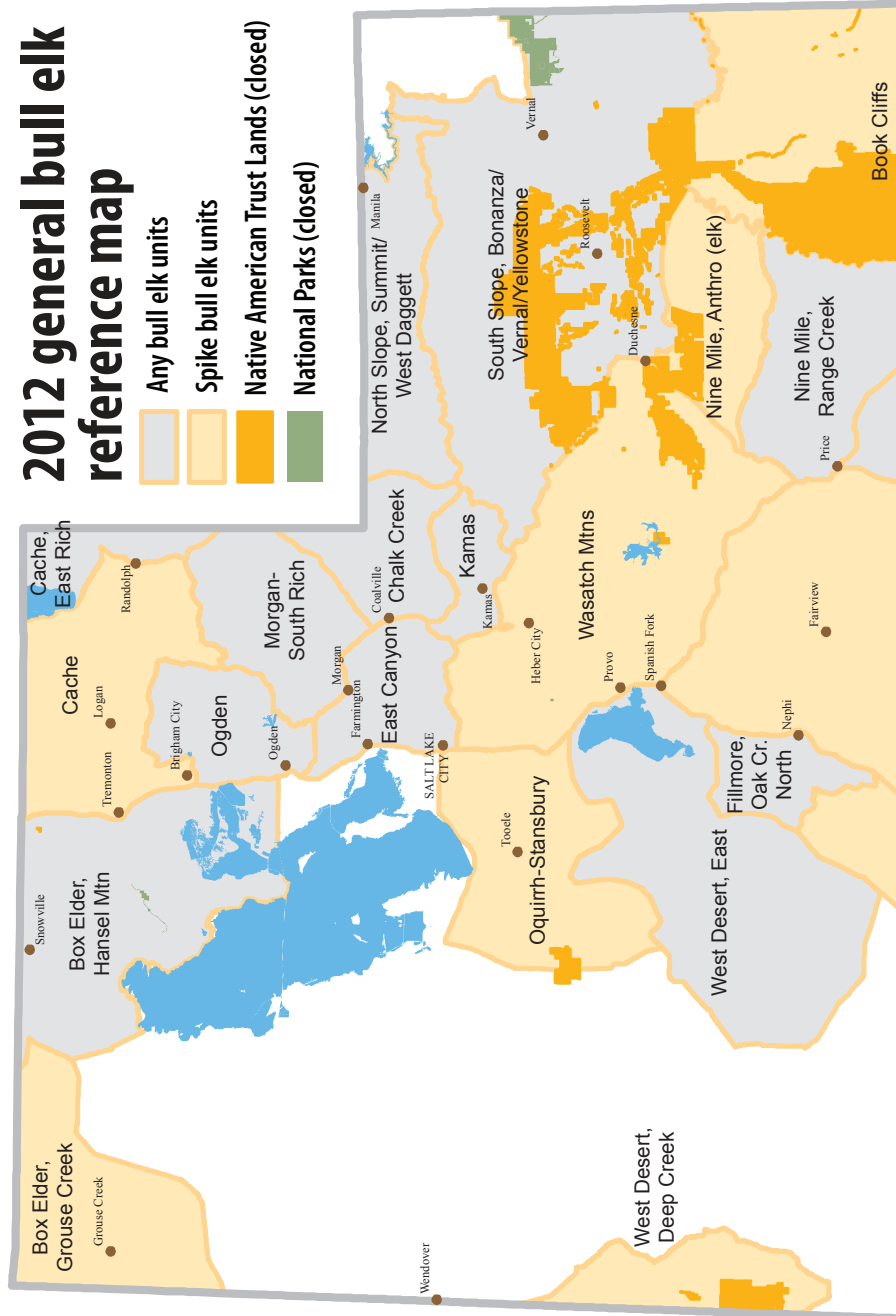 2012 general bull elk
reference map
Any bull elk units
Spike bull elk units
Native American Trust Lands (closed)
National Parks (closed)
Box Elder,
Grouse Creek
Grouse Creek
Snowville
Box Elder,
Hansel Mtn
Tremonton
Logan
Cache
Cache,
East Rich
Randolph
Brigham City
Ogden
Ogden
Morgan-
South Rich
Morgan
Farmington
East Canyon
Coalville
Chalk Creek
North Slope, Summit/
West Daggett
Manila
Wendover
SALT LAKE
CITY
Kamas
Kamas
South Slope, Bonanza/
Vernal/Yellowstone
Vernal
Tooele
Oquirrh-Stansbury
Heber City
Wasatch Mtns
Roosevelt
Duchesne
Provo
Spanish Fork
West Desert,
Deep Creek
West Desert, East
Fillmore,
Oak Cr.
North
Nephi
Fairview
Nine Mile, Anthro (elk)
Nine Mile,
Range Creek
Price
Book Cliffs